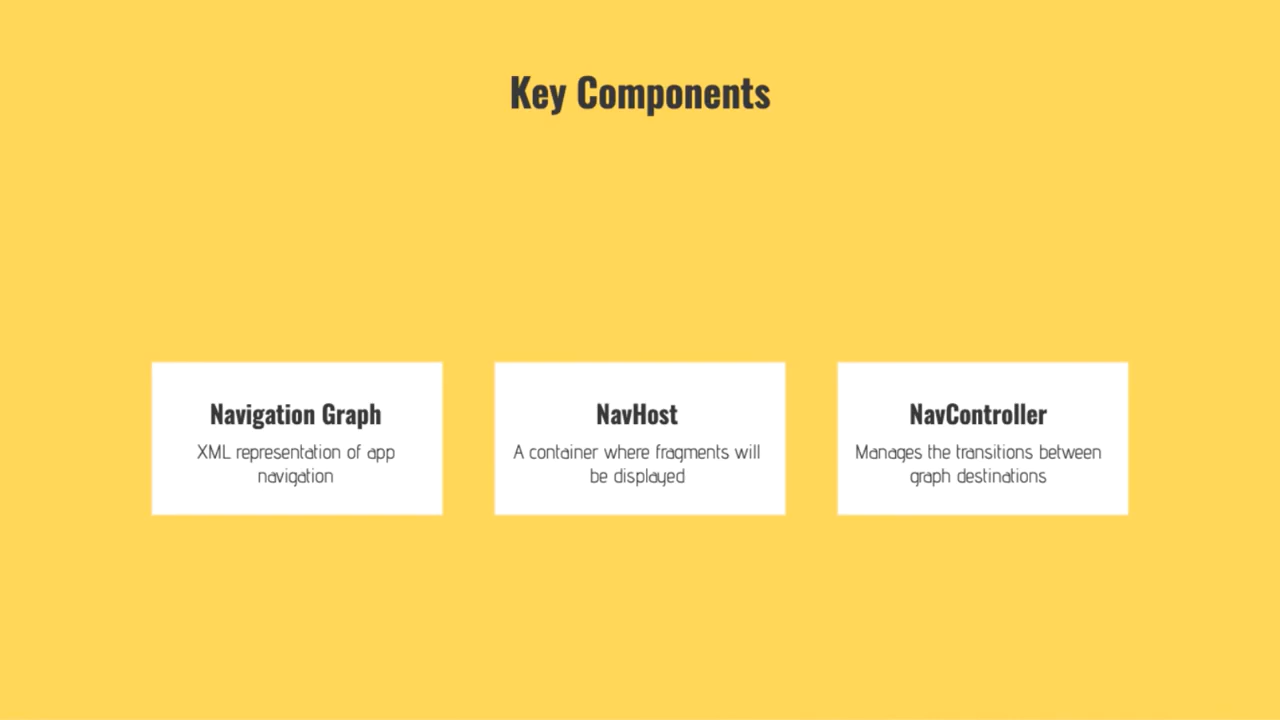 Key Components
Navigation Graph
XML representation of app
navigation
NavHost
A container where fragments will
be displayed
NavController
Manages the transitions between
graph destinations